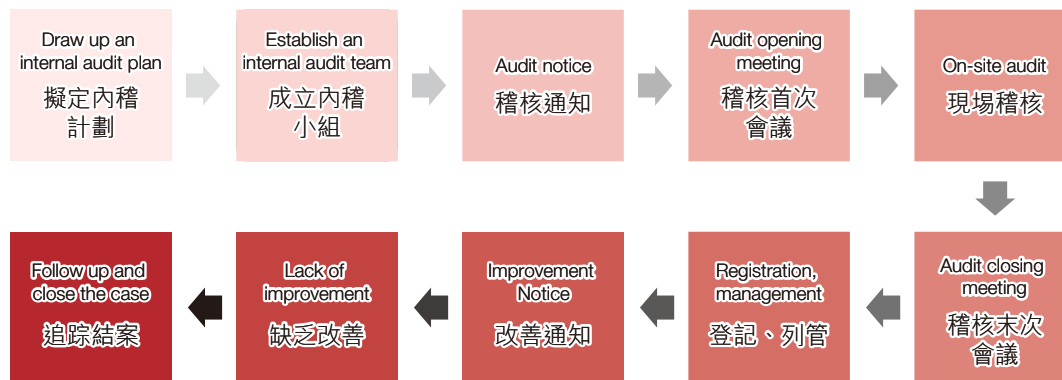 Draw up an
internal audit plan
擬定內稽
計劃
Establish an
internal audit team
成立內稽
小組
Audit notice
稽核通知
Audit opening
meeting
稽核首次
會議
On-site audit
現場稽核
Audit closing
meeting
稽核末次
會議
Registration,
management
登記、列管
Improvement
Notice
改善通知
Lack of
improvement
缺乏改善
Follow up and
close the case
追踪結案